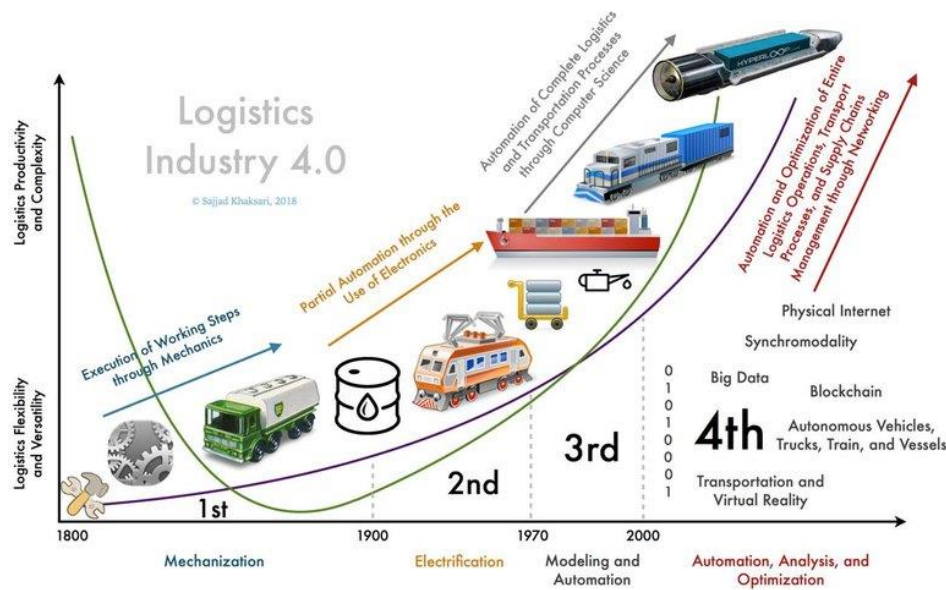 Logistics
Industry 4.0
© Sajjad Khaksari, 2018
Logistics Productivity
and Complexity
Logistics Flexibility
and Versatility
Execution of Working Steps
through Mechanics
Partial Automation through the
Use of Electronics
Automation of Complete Logistics
and Transportation Processes
through Computer Science
HYPERLOOP
Automation and Optimization of Entire
Logistics Operations, Transport
Processes, and Supply Chains
Management through Networking
Physical Internet
Synchromodality
Big Data
Blockchain
Autonomous Vehicles,
Trucks, Train, and Vessels
Transportation and
Virtual Reality
0
1
0
1
0
0
0
1
1st
2nd
3rd
4th
1800
1900
1970
2000
Mechanization
Electrification
Modeling and
Automation
Automation, Analysis, and
Optimization